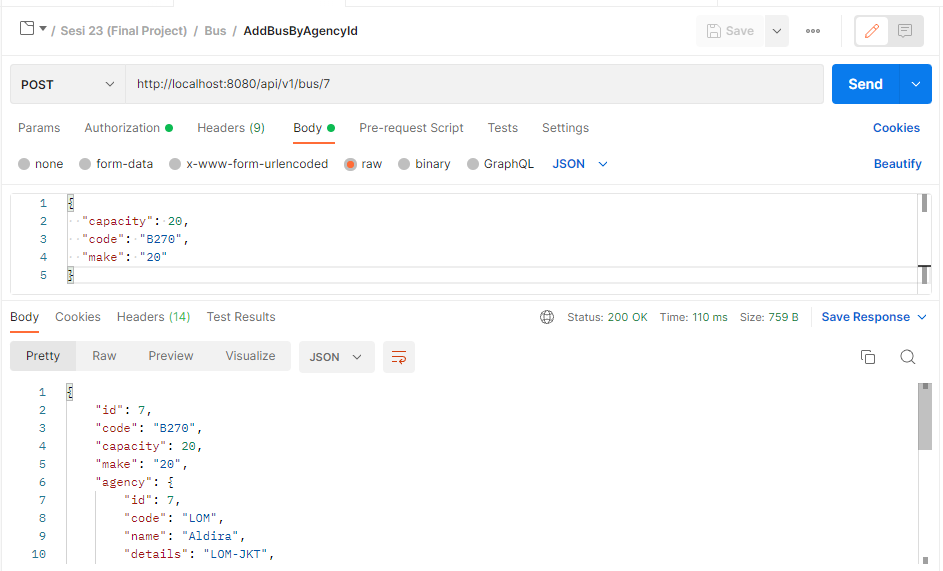 / Sesi 23 (Final Project) / Bus / AddBusByAgencyId
Save
POST http://localhost:8080/api/v1/bus/7 Send
Params Authorization Headers (9) Body Pre-request Script Tests Settings Cookies
none form-data x-www-form-urlencoded raw binary GraphQL JSON Beautify
1 {
2 "capacity": 20,
3 "code": "B270",
4 "make": "20"
5 }
Body Cookies Headers (14) Test Results Status: 200 OK Time: 110 ms Size: 759 B Save Response
Pretty Raw Preview Visualize JSON
1 {
2 "id": 7,
3 "code": "B270",
4 "capacity": 20,
5 "make": "20",
6 "agency": {
7 "id": 7,
8 "code": "LOM",
9 "name": "Aldira",
10 "details": "LOM-JKT",